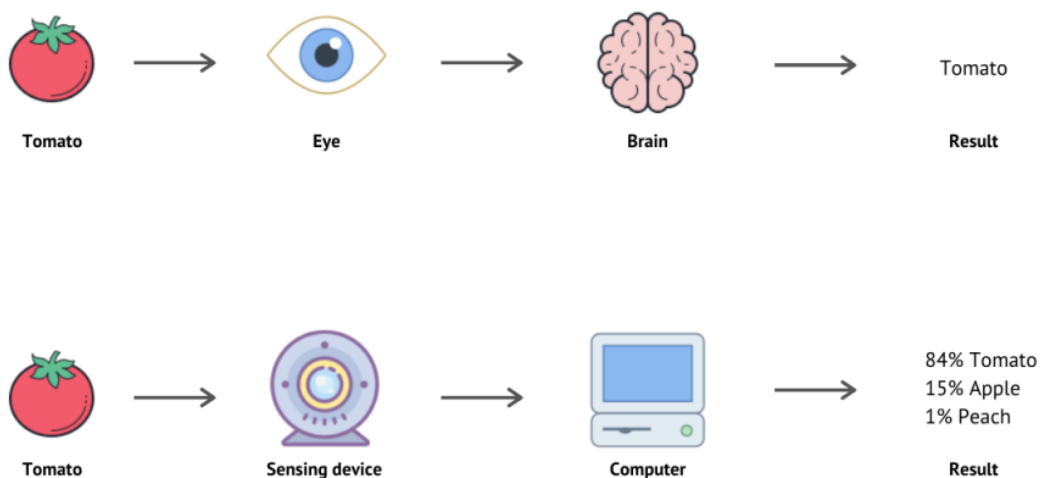 Tomato
Tomato
Eye
Brain
Result
84% Tomato
15% Apple
1% Peach
Tomato
Sensing device
Computer
Result